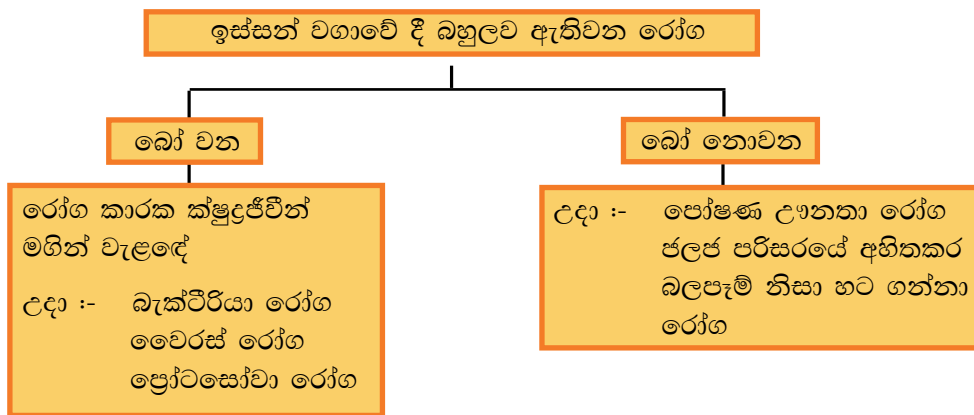 ඉස්සන් වගාවේ දී බහුලව ඇතිවන රෝග
බෝ වන
රෝග කාරක ක්ෂුද්‍රජීවීන්
මගින් වැළඳේ
උදා :- බැක්ටීරියා රෝග
වෛරස් රෝග
ප්‍රෝටසෝවා රෝග
බෝ නොවන
උදා :- පෝෂණ ඌනතා රෝග
ජලජ පරිසරයේ අහිතකර
බලපෑම් නිසා හට ගන්නා
රෝග